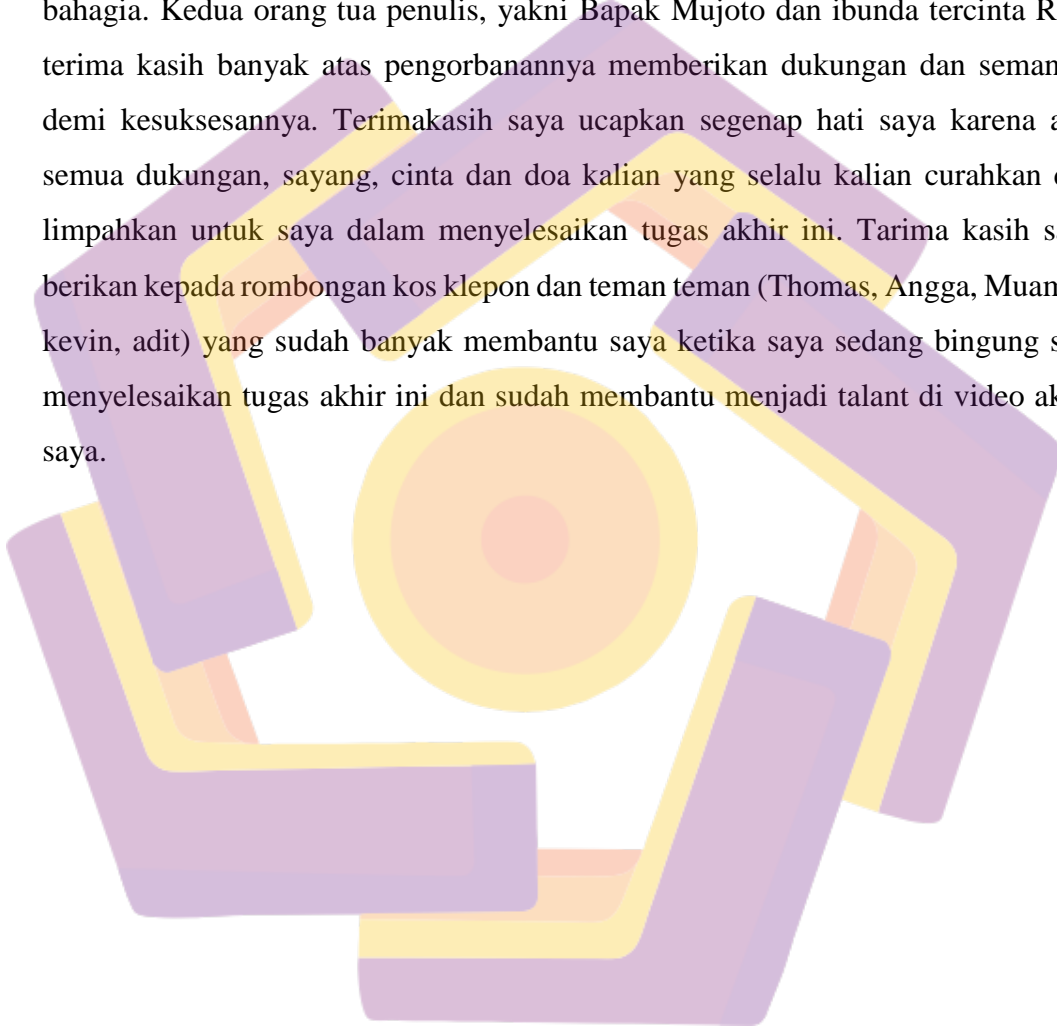 bahagia. Kedua orang tua penulis, yakni Bapak Mujoto dan ibunda tercinta
terima kasih banyak atas pengorbanannya memberikan dukungan dan
demi kesuksesannya. Terimakasih saya ucapkan segenap hati saya karena
semua dukungan, sayang, cinta dan doa kalian yang selalu kalian curahkan
limpahkan untuk saya dalam menyelesaikan tugas akhir ini. Tarima kasih
berikan kepada rombongan kos klepon dan teman teman (Thomas, Angga,
kevin, adit) yang sudah banyak membantu saya ketika saya sedang bingung
menyelesaikan tugas akhir ini dan sudah membantu menjadi talant di video
saya.